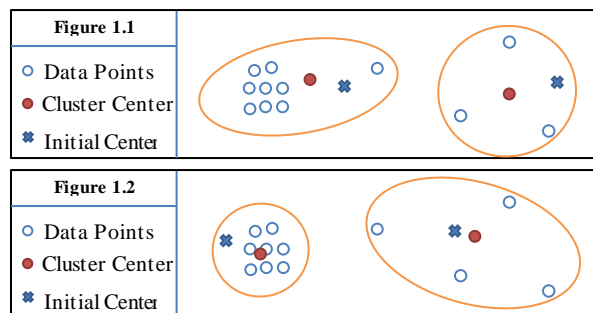 Figure 1.1
Data Points
Cluster Center
Initial Center
Figure 1.2
Data Points
Cluster Center
Initial Center